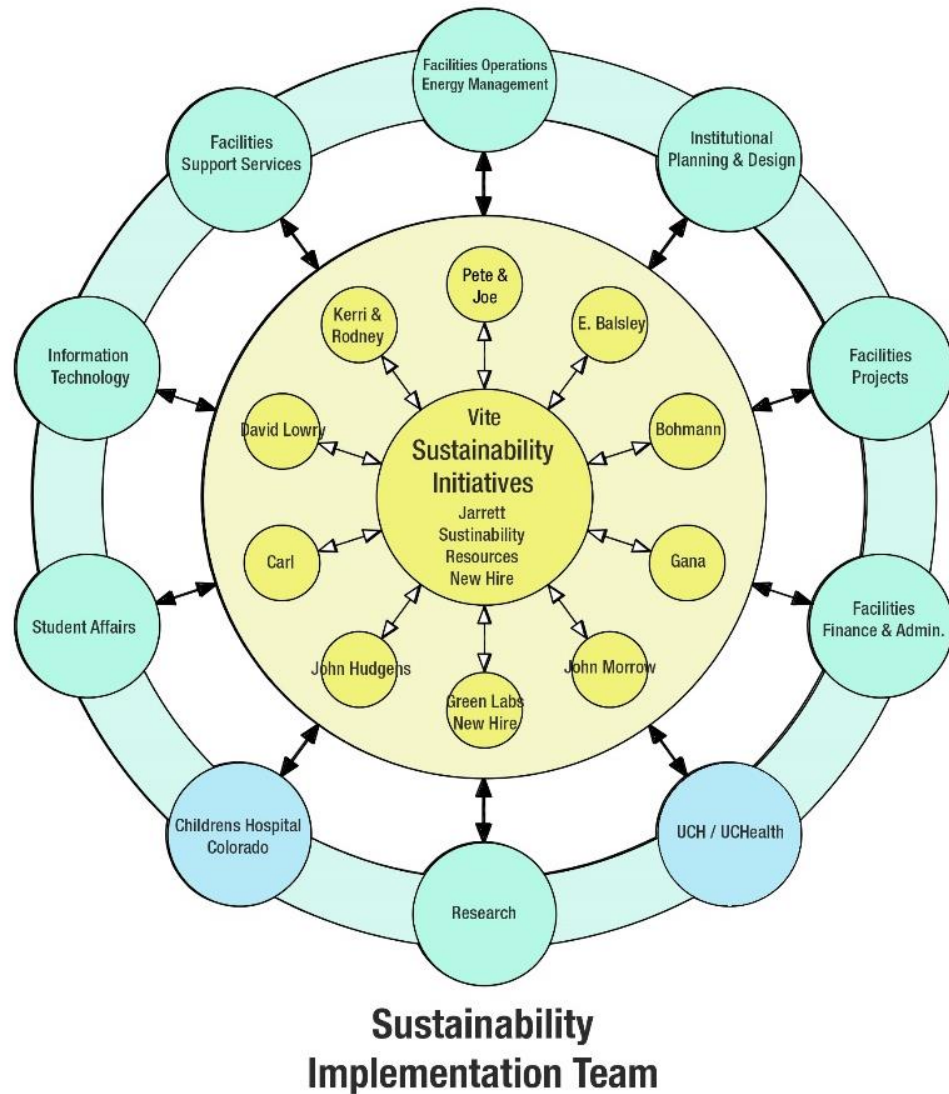 Facilities Operations
Energy Management
Facilities
Support Services
Institutional
Planning & Design
Information
Technology
Facilities
Projects
Student Affairs
Facilities
Finance & Admin.
Childrens Hospital
Colorado
UCH / UCHealth
Research
Pete &
Joe
Kerri &
Rodney
E. Balsley
David Lowry
Bohmann
Carl
Gana
John Hudgens
John Morrow
Green Labs
New Hire
Vite
Sustainability
Initiatives
Jarrett
Sustinability
Resources
New Hire
Sustainability
Implementation Team